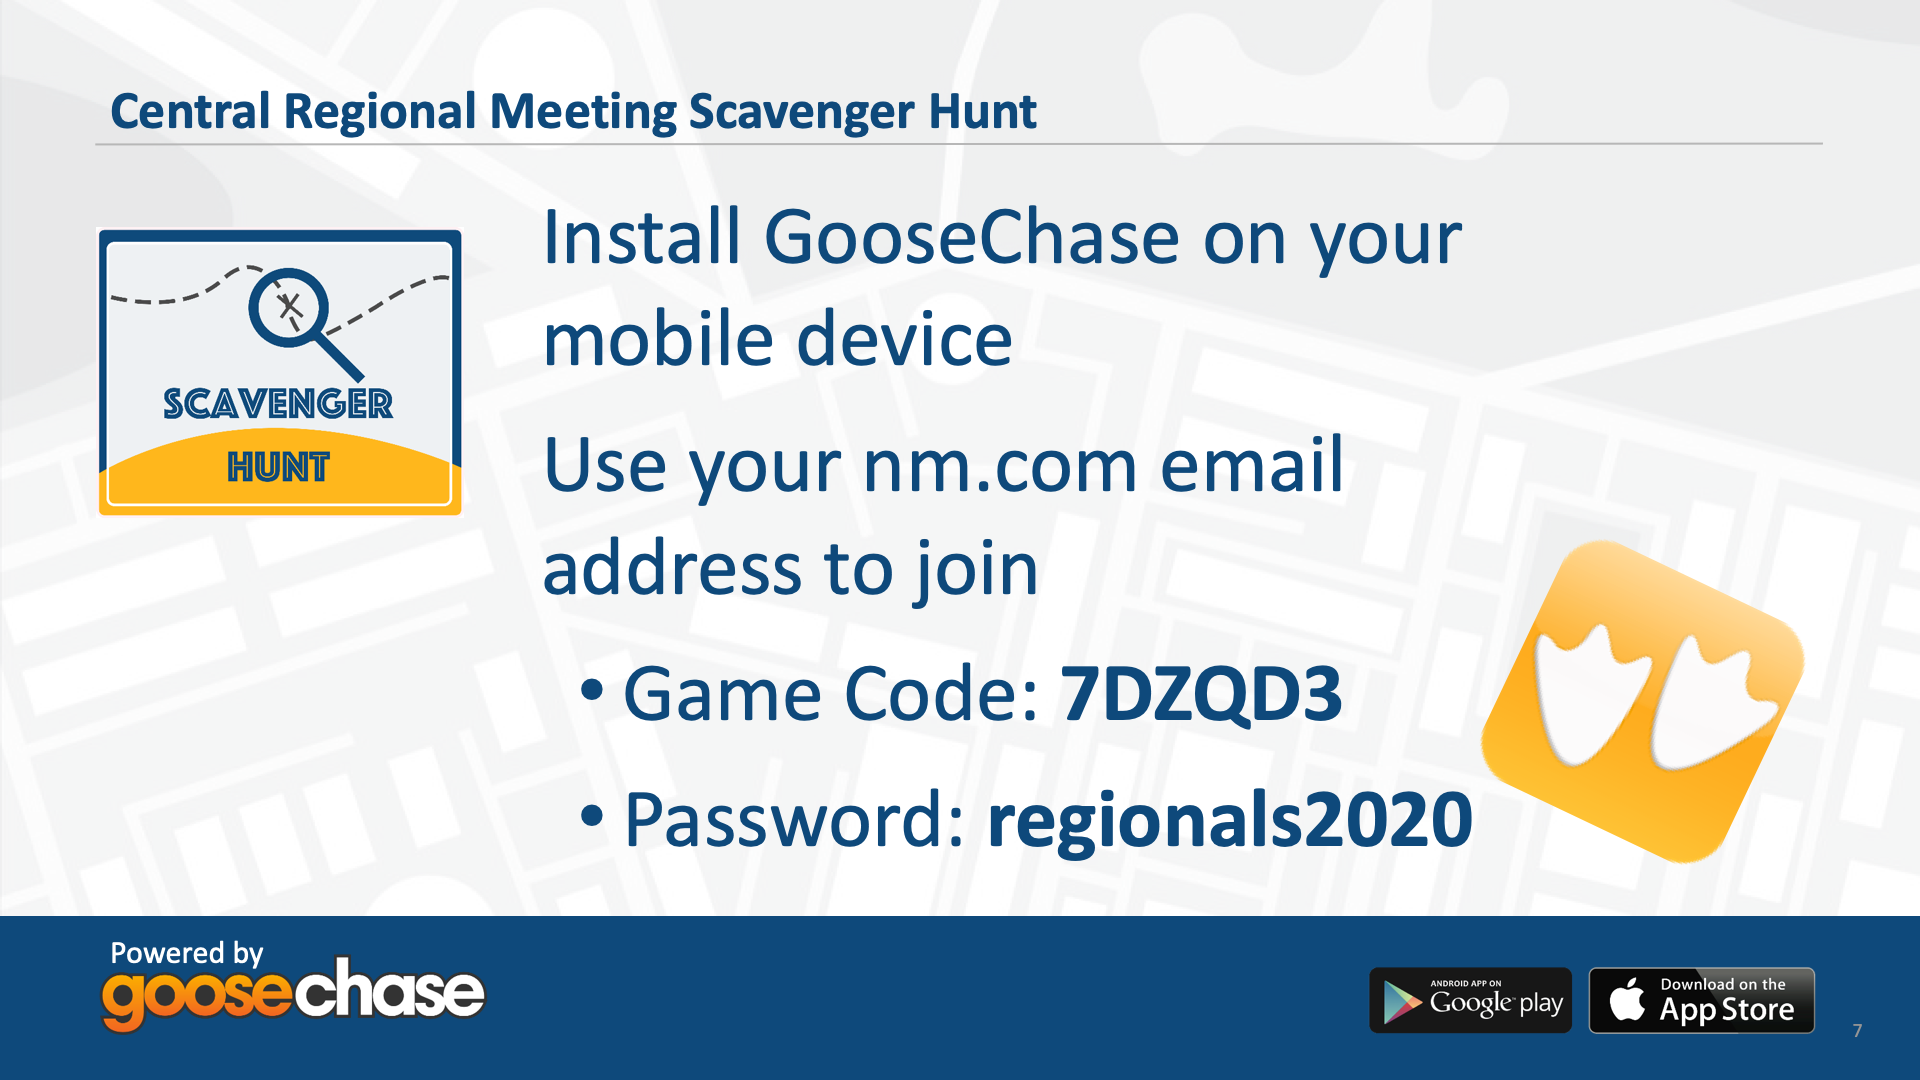 Central Regional Meeting Scavenger Hunt
SCAVENGER
HUNT
Install GooseChase on your
mobile device
Use your nm.com email
address to join
• Game Code: 7DZQD3
• Password: regionals2020
Powered by
goosechase
ANDROID APP ON
Google play
Download on the
App Store
7